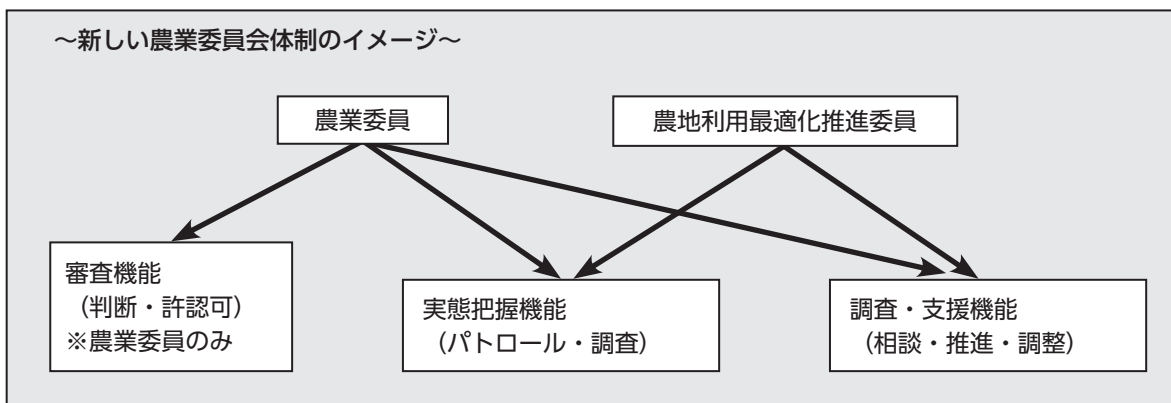 ～新しい農業委員会体制のイメージ～
農業委員
農地利用最適化推進委員
審査機能
（判断・許認可）
※農業委員のみ
実態把握機能
（パトロール・調査）
調査・支援機能
（相談・推進・調整）